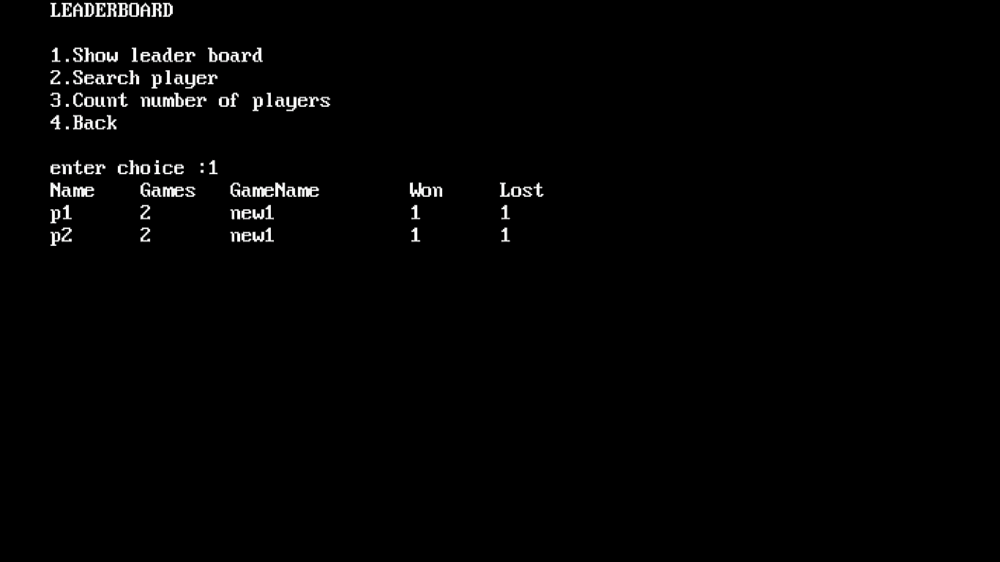 LEADERBOARD
1.Show leader board
2.Search player
3.Count number of players
4.Back
enter choice :1
Name Games GameName Won Lost
p1 2 new1 1 1
p2 2 new1 1 1